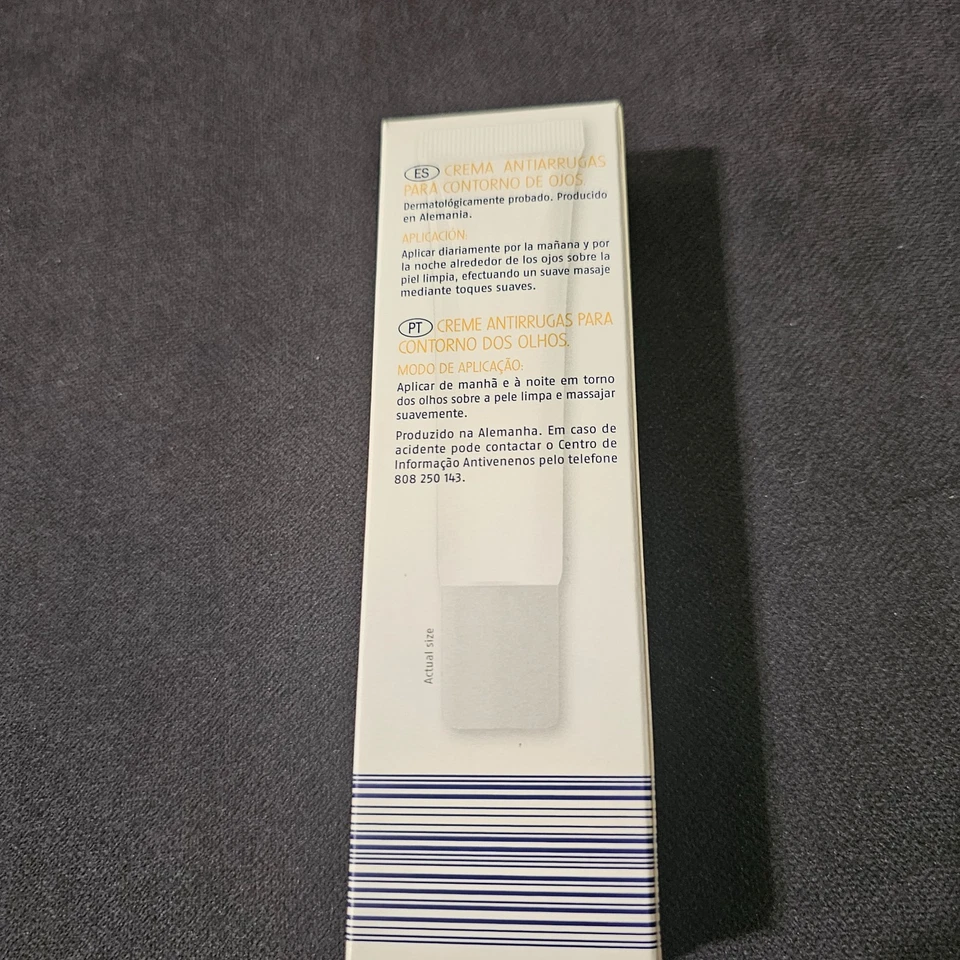 ES CREMA ANTIARRUGAS
PARA CONTORNO DE OJOS.
Dermatológicamente probado. Producido
en Alemania.
APLICACIÓN:
Aplicar diariamente por la mañana y por
la noche alrededor de los ojos sobre la
piel limpia, efectuando un suave masaje
mediante toques suaves.
PT CREME ANTIRRUGAS PARA
CONTORNO DOS OLHOS.
MODO DE APLICAÇÃO:
Aplicar de manhã e à noite em torno
dos olhos sobre a pele limpa e massajar
suavemente.
Produzido na Alemanha. Em caso de
acidente pode contactar o Centro de
Informação Antivenenos pelo telefone
808 250 143.
Actual size